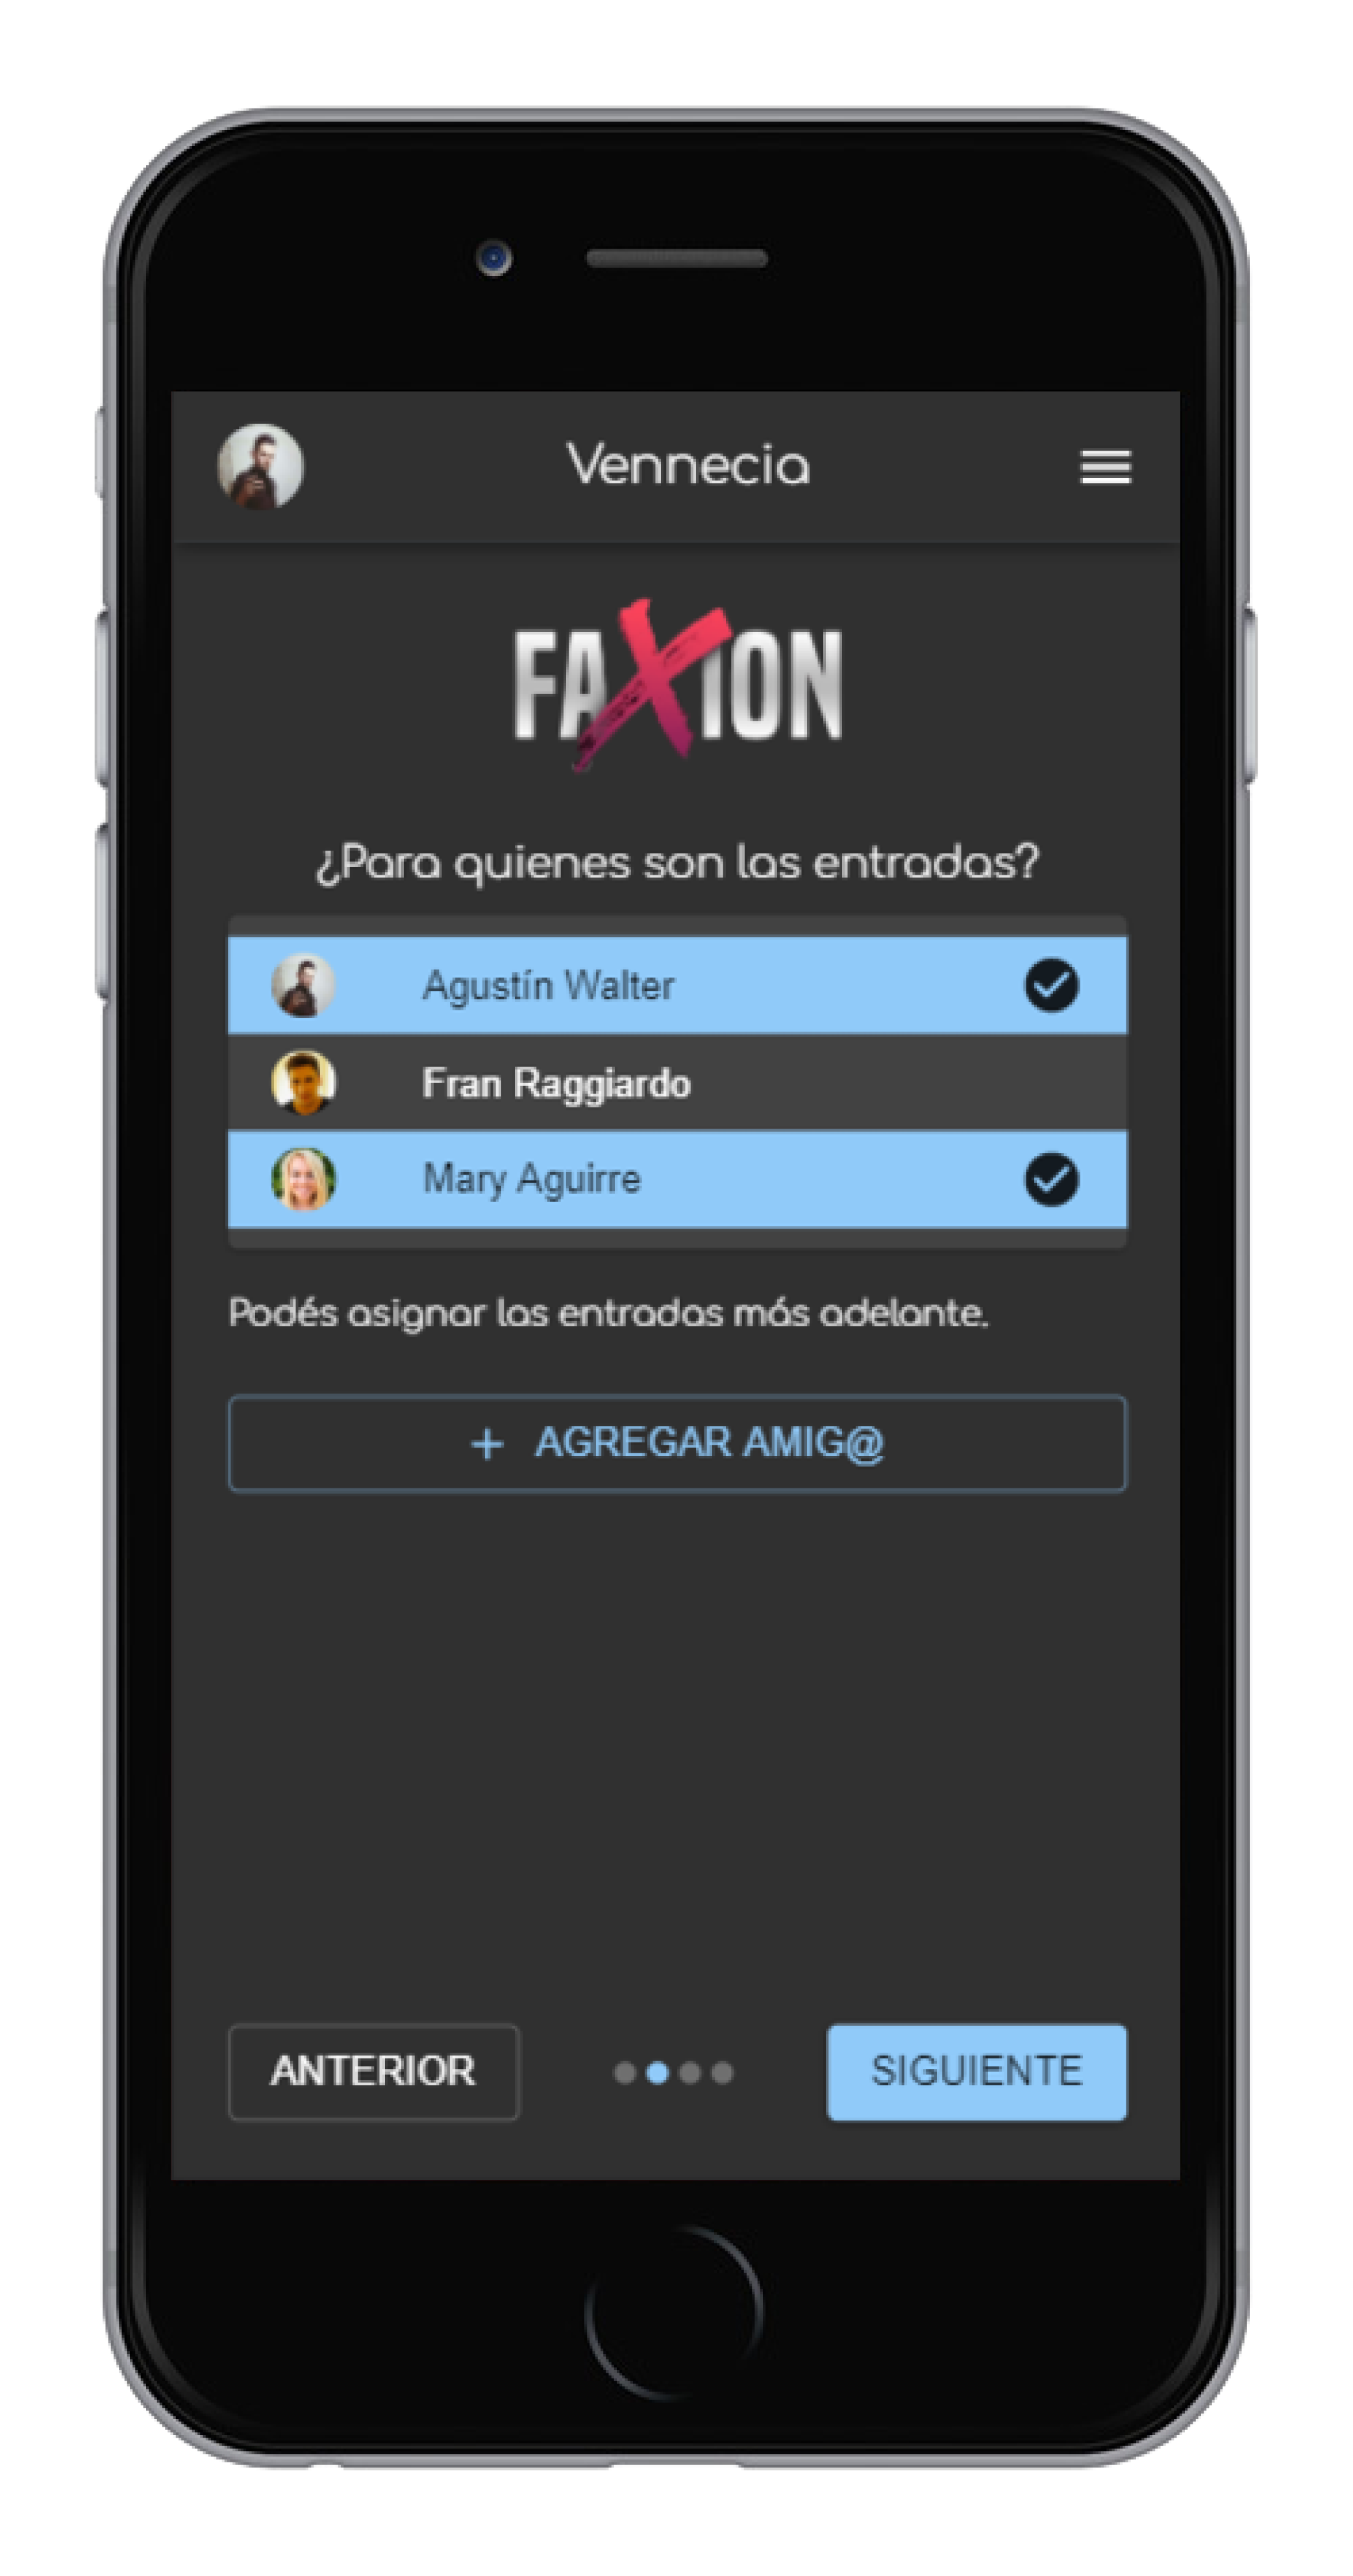 Vennecia
FAXION
¿Para quienes son las entradas?
Agustín Walter
Fran Raggiardo
Mary Aguirre
Podés asignar las entradas más adelante.
+ AGREGAR AMIG@
ANTERIOR
SIGUIENTE